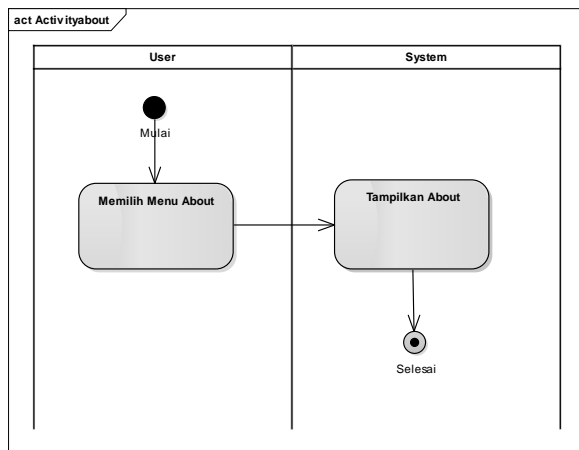 act Activityabout
User
System
Mulai
Memilih Menu About
Tampilkan About
Selesai